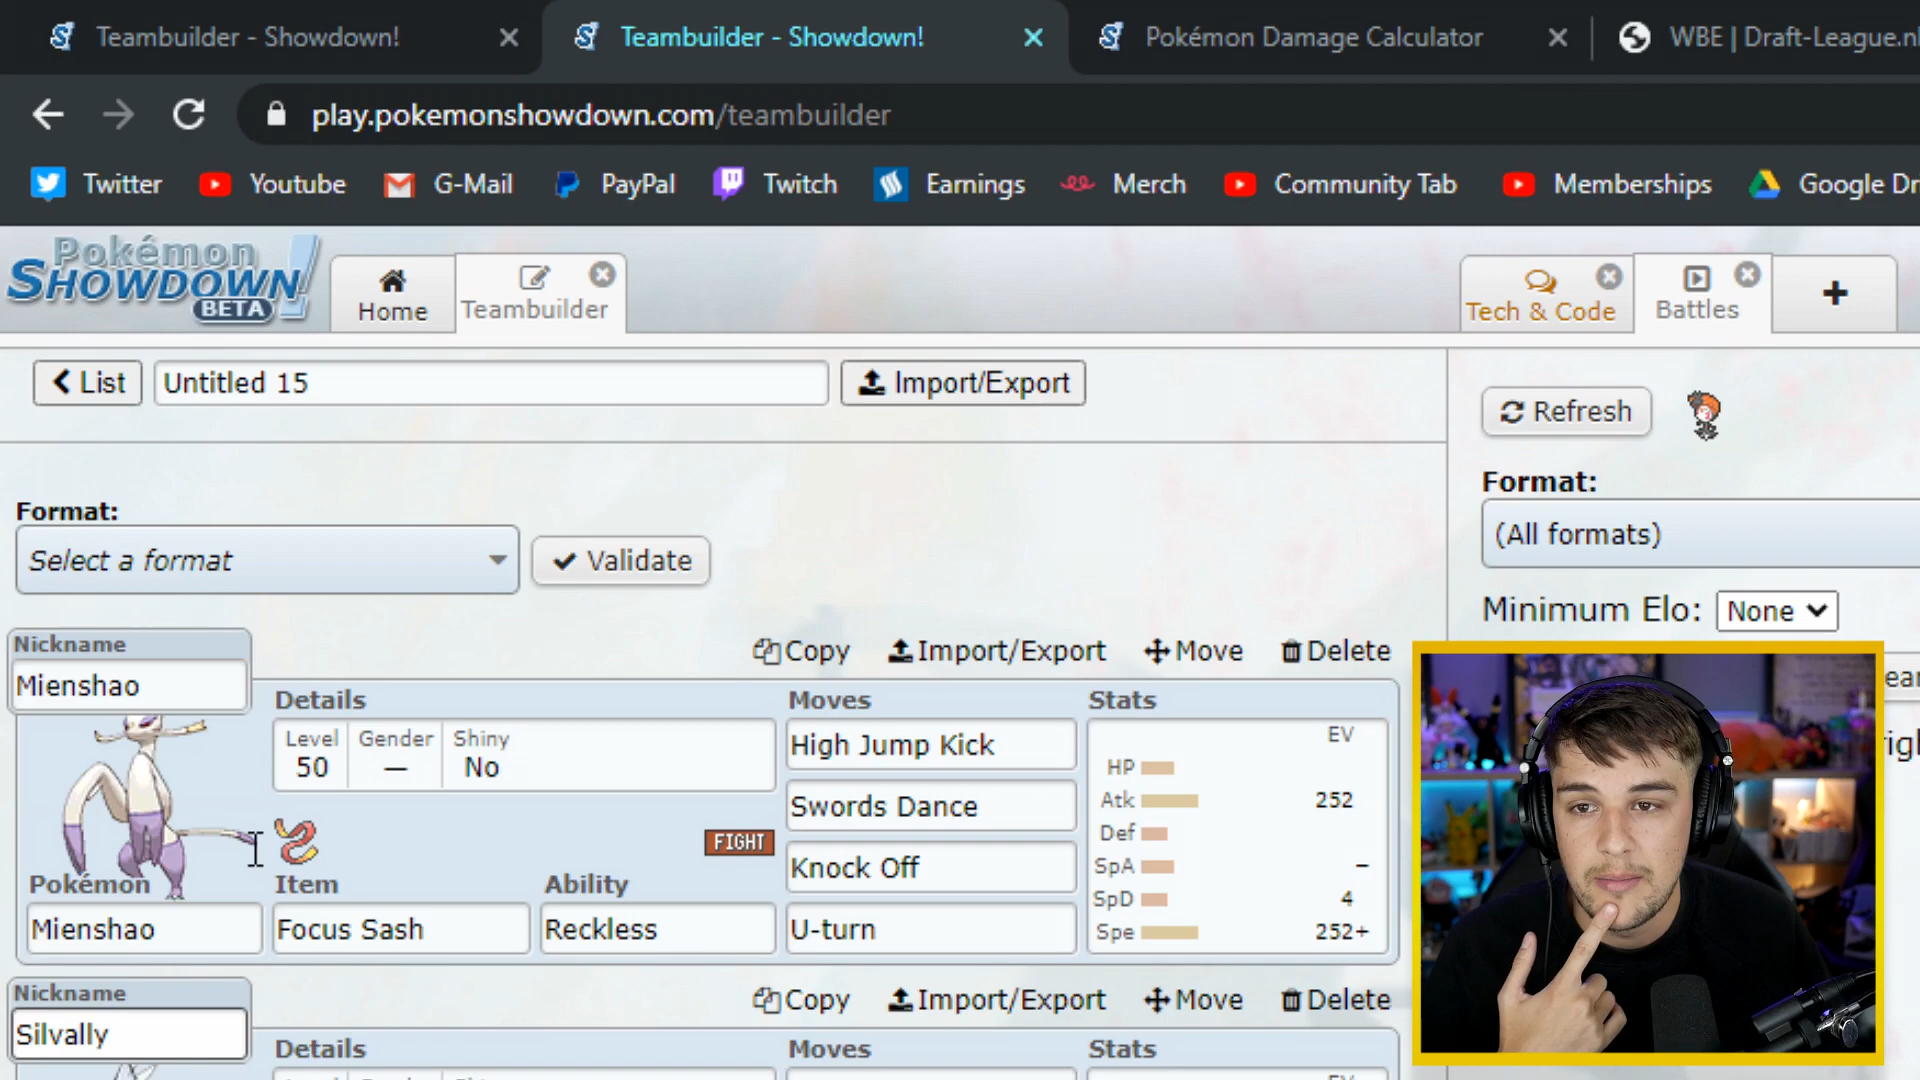 Teambuilder - Showdown!
Teambuilder - Showdown!
Pokémon Damage Calculator
WBE | Draft-League.nl
play.pokemonshowdown.com/teambuilder
Twitter
Youtube
G-Mail
PayPal
Twitch
Earnings
Merch
Community Tab
Memberships
Google Dr
Pokémon
SHOWDOWN!
BETA
Home
Teambuilder
Tech & Code
Battles
List
Untitled 15
Import/Export
Refresh
Format:
(All formats)
Format:
Select a format
Validate
Minimum Elo: None
Nickname
Mienshao
Copy
Import/Export
Move
Delete
Details
Moves
Stats
Level
50
Gender
—
Shiny
No
High Jump Kick
Swords Dance
Knock Off
U-turn
EV
HP
Atk 252
Def
SpA –
SpD 4
Spe 252+
FIGHT
Pokémon
Item
Ability
Mienshao
Focus Sash
Reckless
Nickname
Silvally
Copy
Import/Export
Move
Delete
Details
Moves
Stats